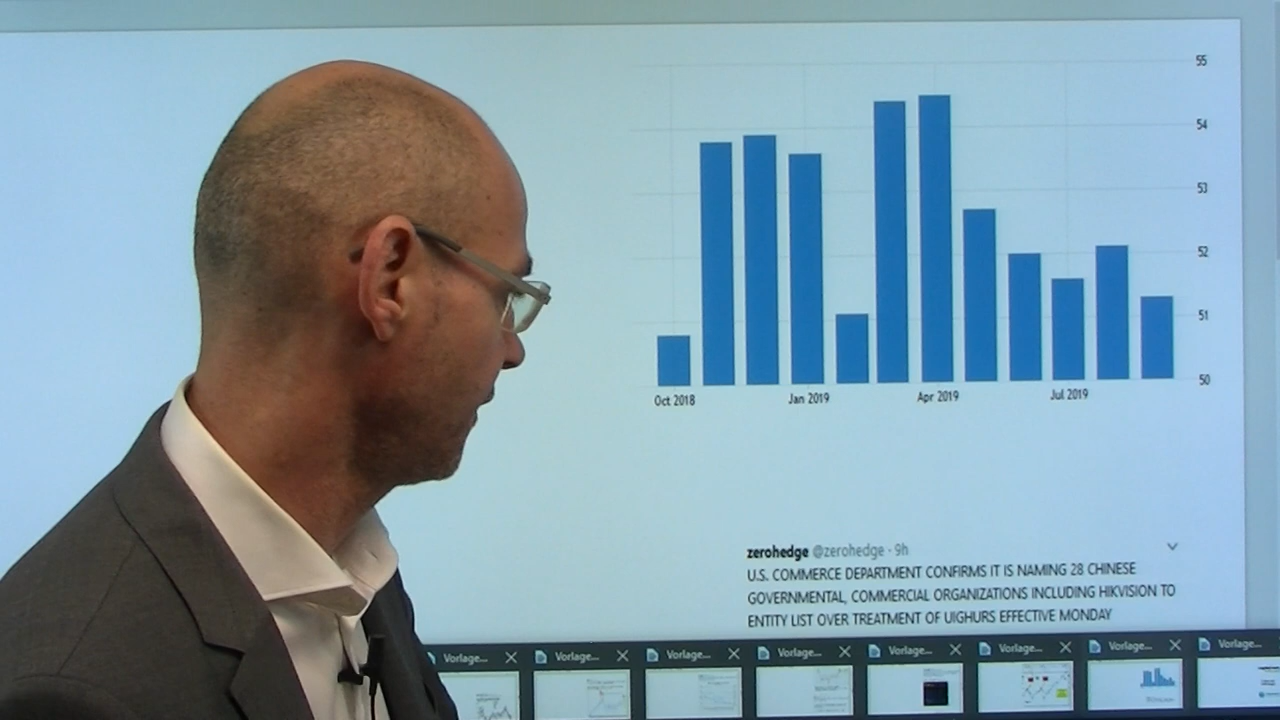 55
54
53
52
51
50
Oct 2018
Jan 2019
Apr 2019
Jul 2019
zerohedge @zerohedge · 9h
U.S. COMMERCE DEPARTMENT CONFIRMS IT IS NAMING 28 CHINESE
GOVERNMENTAL, COMMERCIAL ORGANIZATIONS INCLUDING HIKVISION TO
ENTITY LIST OVER TREATMENT OF UIGHURS EFFECTIVE MONDAY
Vorlage... Vorlage... Vorlage... Vorlage... Vorlage... Vorlage... Vorlage... Vorlage...